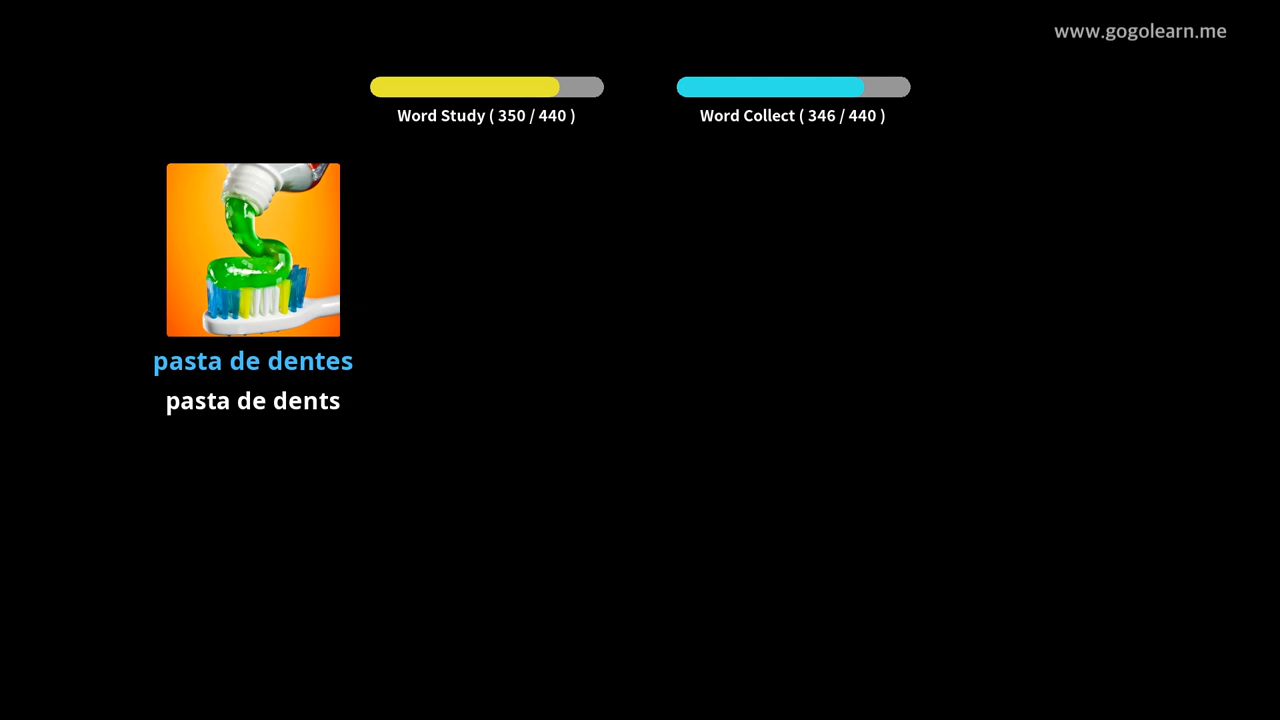 www.gogolearn.me
Word Study ( 350 / 440 )
Word Collect ( 346 / 440 )
pasta de dentes
pasta de dents